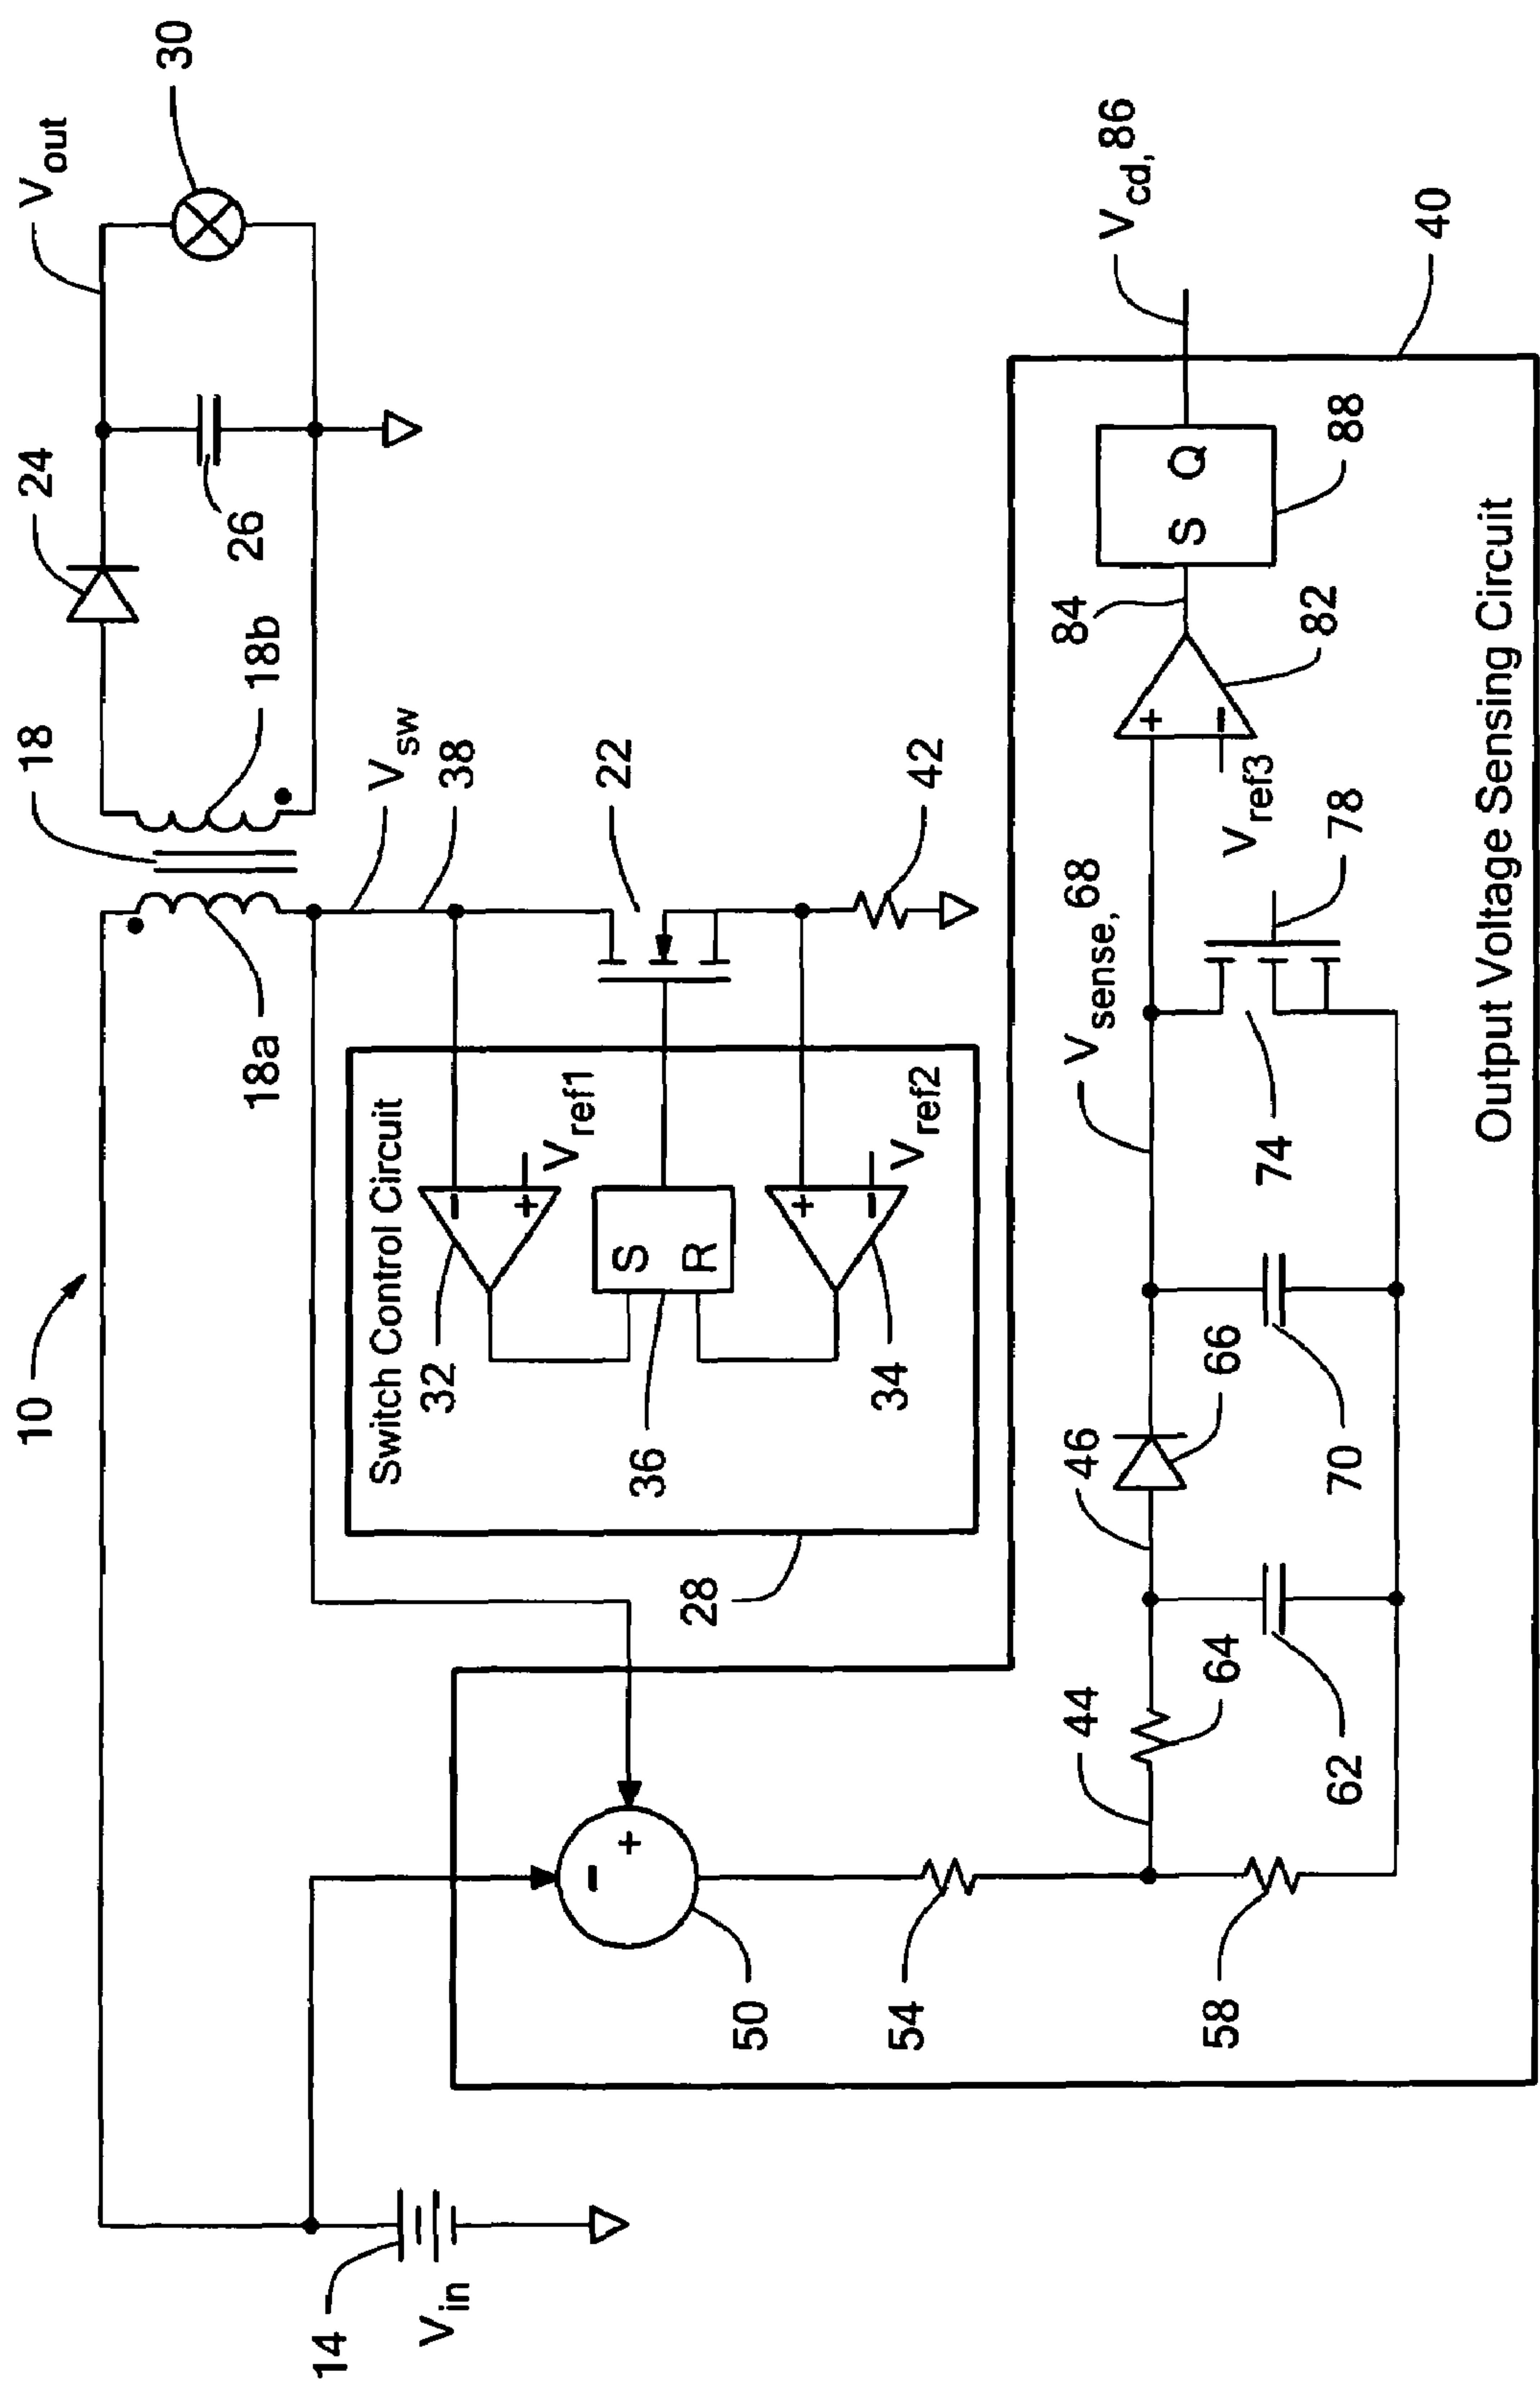 10
18
24
V_out
30
18a
18b
26
V_sw
38
14
V_in
28
Switch Control Circuit
32
- +
V_ref1
36
S
R
34
+ -
V_ref2
22
42
50
- +
54
58
44
64
62
46
66
70
V_sense, 68
74
78
V_ref3
+ -
82
84
S Q
88
V_cd, 86
40
Output Voltage Sensing Circuit